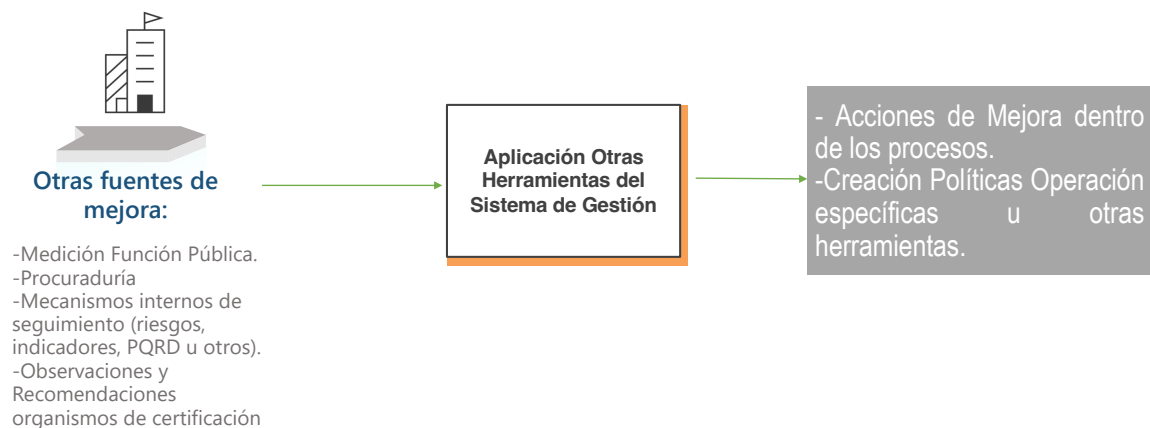 Otras fuentes de
mejora:
-Medición Función Pública.
-Procuraduría
-Mecanismos internos de
seguimiento (riesgos,
indicadores, PQRD u otros).
-Observaciones y
Recomendaciones
organismos de certificación
Aplicación Otras
Herramientas del
Sistema de Gestión
- Acciones de Mejora dentro
de los procesos.
-Creación Políticas Operación
específicas u otras
herramientas.